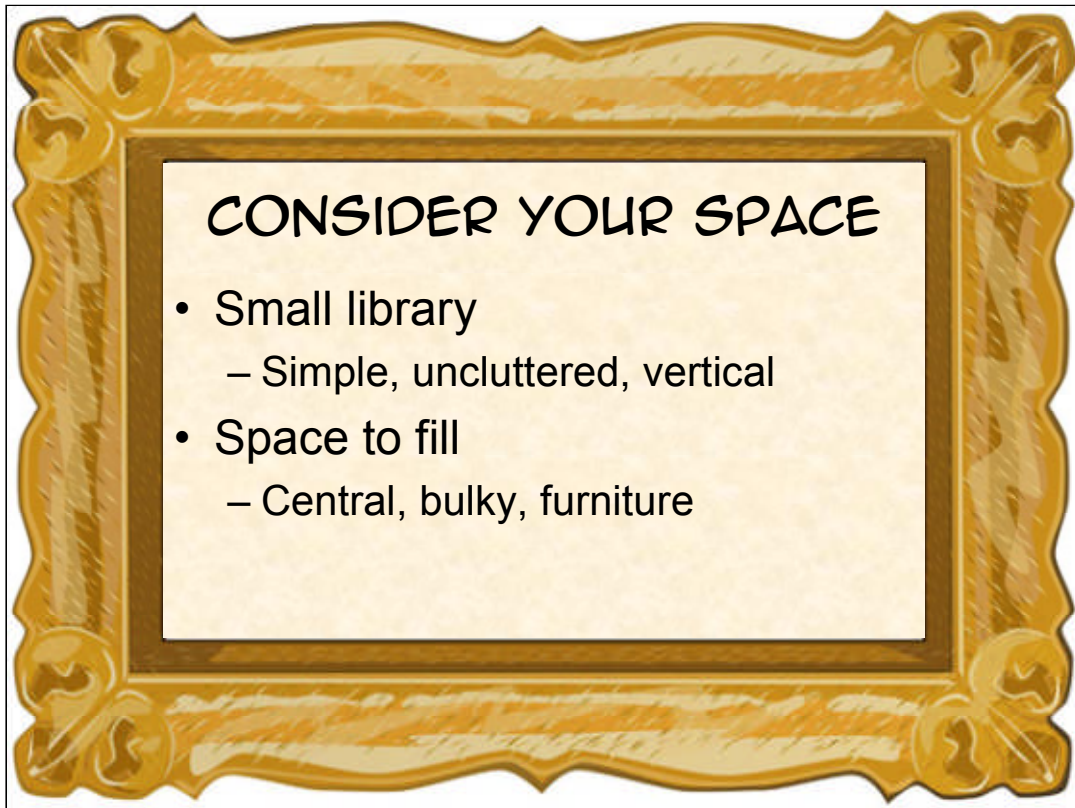 CONSIDER YOUR SPACE
• Small library
– Simple, uncluttered, vertical
• Space to fill
– Central, bulky, furniture